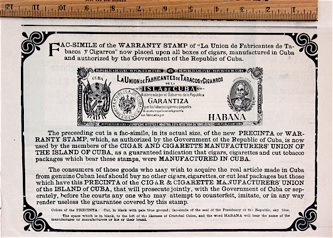 FAC-SIMILE of the WARRANTY STAMP of "La Union de Fabricantes de Ta-
bacos y Cigarros" now placed upon all boxes of cigars, manufactured in Cuba
and authorized by the Government of the Republic of Cuba.
LA UNION DE FABRICANTES DE TABACOS Y CIGARROS
ISLA DE CUBA
GARANTIZA
HABANA
The preceding cut is a fac-simile, in its actual size, of the new PRECINTA or WAR-
RANTY STAMP, which, as authorized by the Government of the Republic of Cuba, is now
used by the members of the CIGAR AND CIGARETTE MANUFACTURERS' UNION OF
THE ISLAND OF CUBA, as a guaranteed indication that cigars, cigarettes and cut tobacco
packages which bear these stamps, were MANUFACTURED IN CUBA.
The consumers of those goods who may wish to acquire the real article made in Cuba
from genuine Cuban leaf should buy no other cigars, cigarettes, or cut leaf packages but those
which have this PRECINTA of the CIGAR & CIGARETTE MANUFACTURERS' UNION
of the ISLAND OF CUBA, that will prosecute jointly, with the Government of Cuba or sep-
arately, before the courts any one who may attempt to counterfeit, imitate, or in any way
render useless the guarantee covered by this stamp.